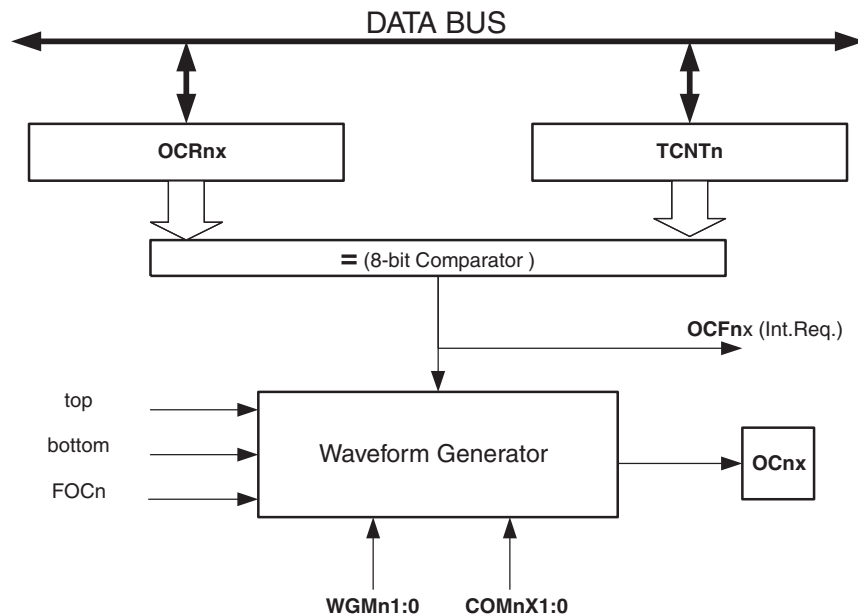 DATA BUS
OCRnx
TCNTn
= (8-bit Comparator )
OCFnx (Int.Req.)
top
bottom
FOCn
Waveform Generator
OCnx
WGMn1:0
COMnX1:0